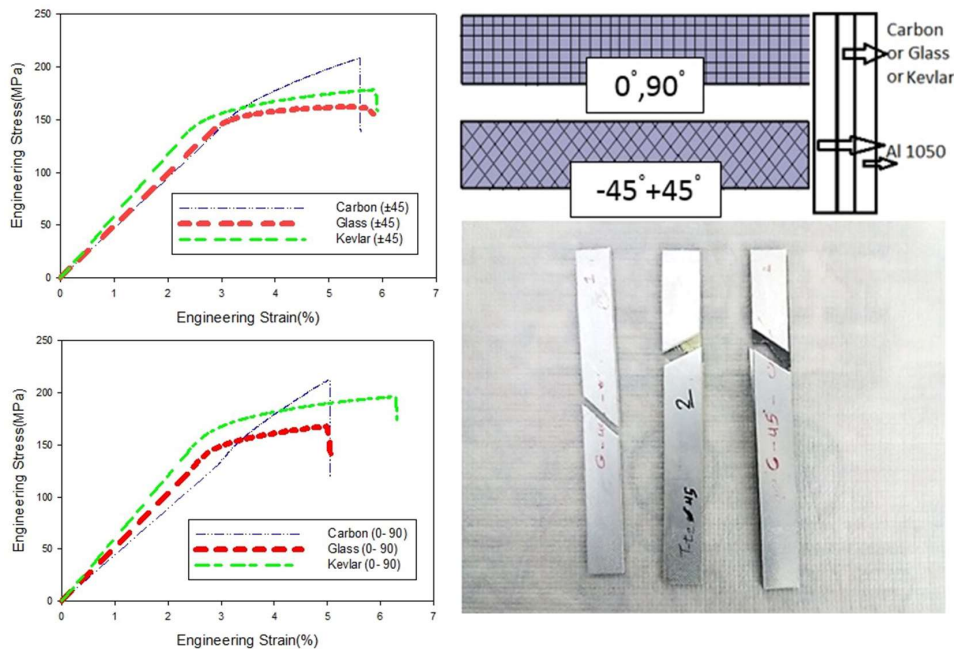 250
200
150
100
50
0
Engineering Stress(MPa)
Carbon (±45)
Glass (±45)
Kevlar (±45)
0 1 2 3 4 5 6 7
Engineering Strain(%)
250
200
150
100
50
0
Engineering Stress(MPa)
Carbon (0- 90)
Glass (0- 90)
Kevlar (0- 90)
0 1 2 3 4 5 6 7
Engineering Strain(%)
0°,90°
-45°+45°
Carbon
or Glass
or Kevlar
Al 1050
2
45
C-45-